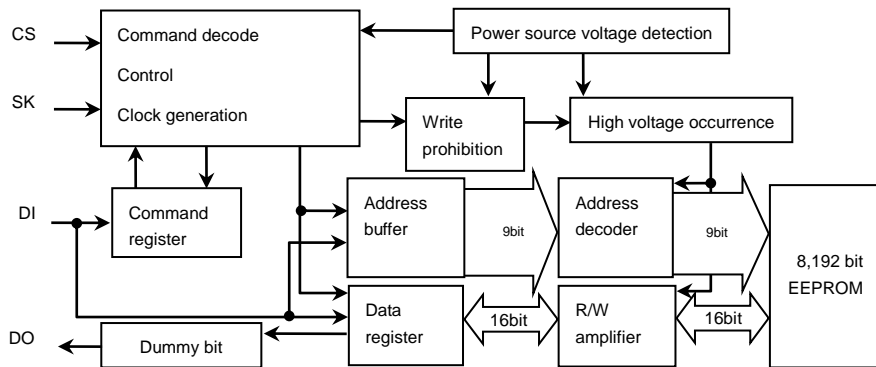 CS
Command decode
Power source voltage detection
Control
SK
Clock generation
Write
prohibition
High voltage occurrence
DI
Command
register
Address
buffer
9bit
Address
decoder
9bit
8,192 bit
EEPROM
Data
register
16bit
R/W
amplifier
16bit
DO
Dummy bit